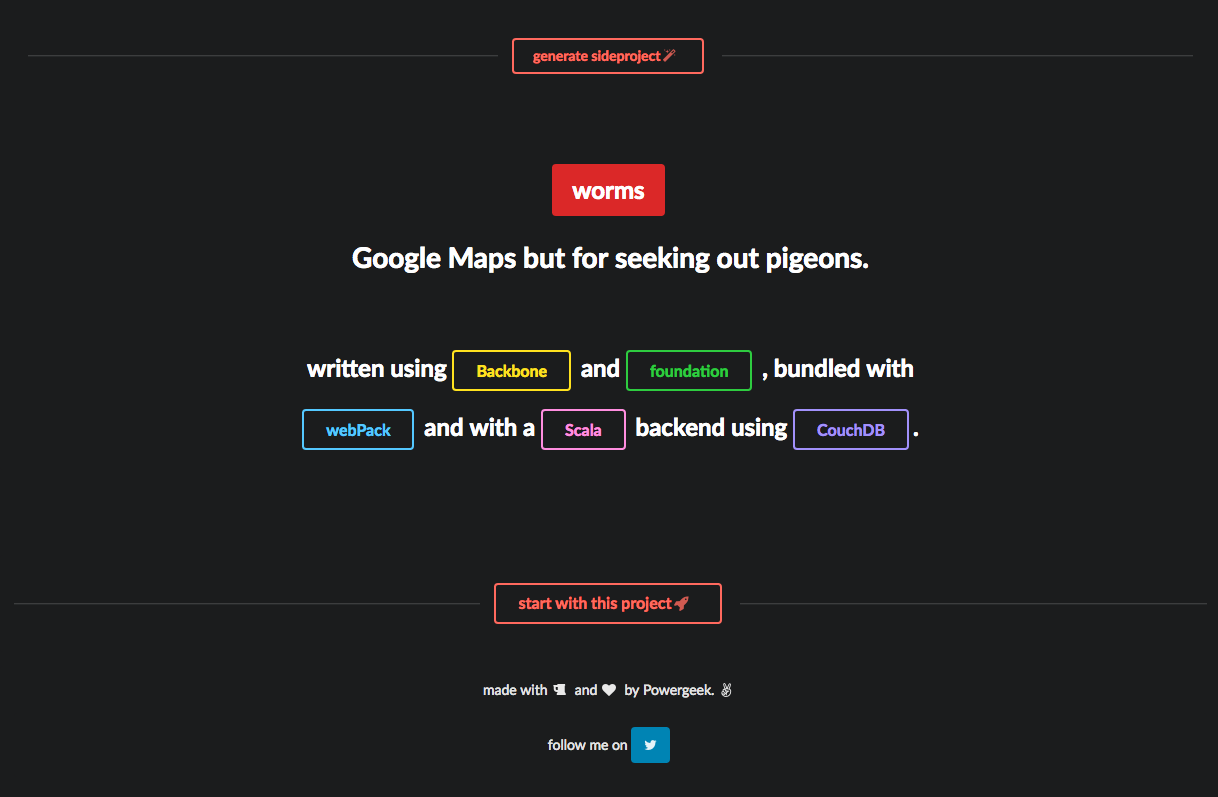 generate sideproject
worms
Google Maps but for seeking out pigeons.
written using Backbone and foundation , bundled with
webPack and with a Scala backend using CouchDB .
start with this project
made with and by Powergeek.
follow me on